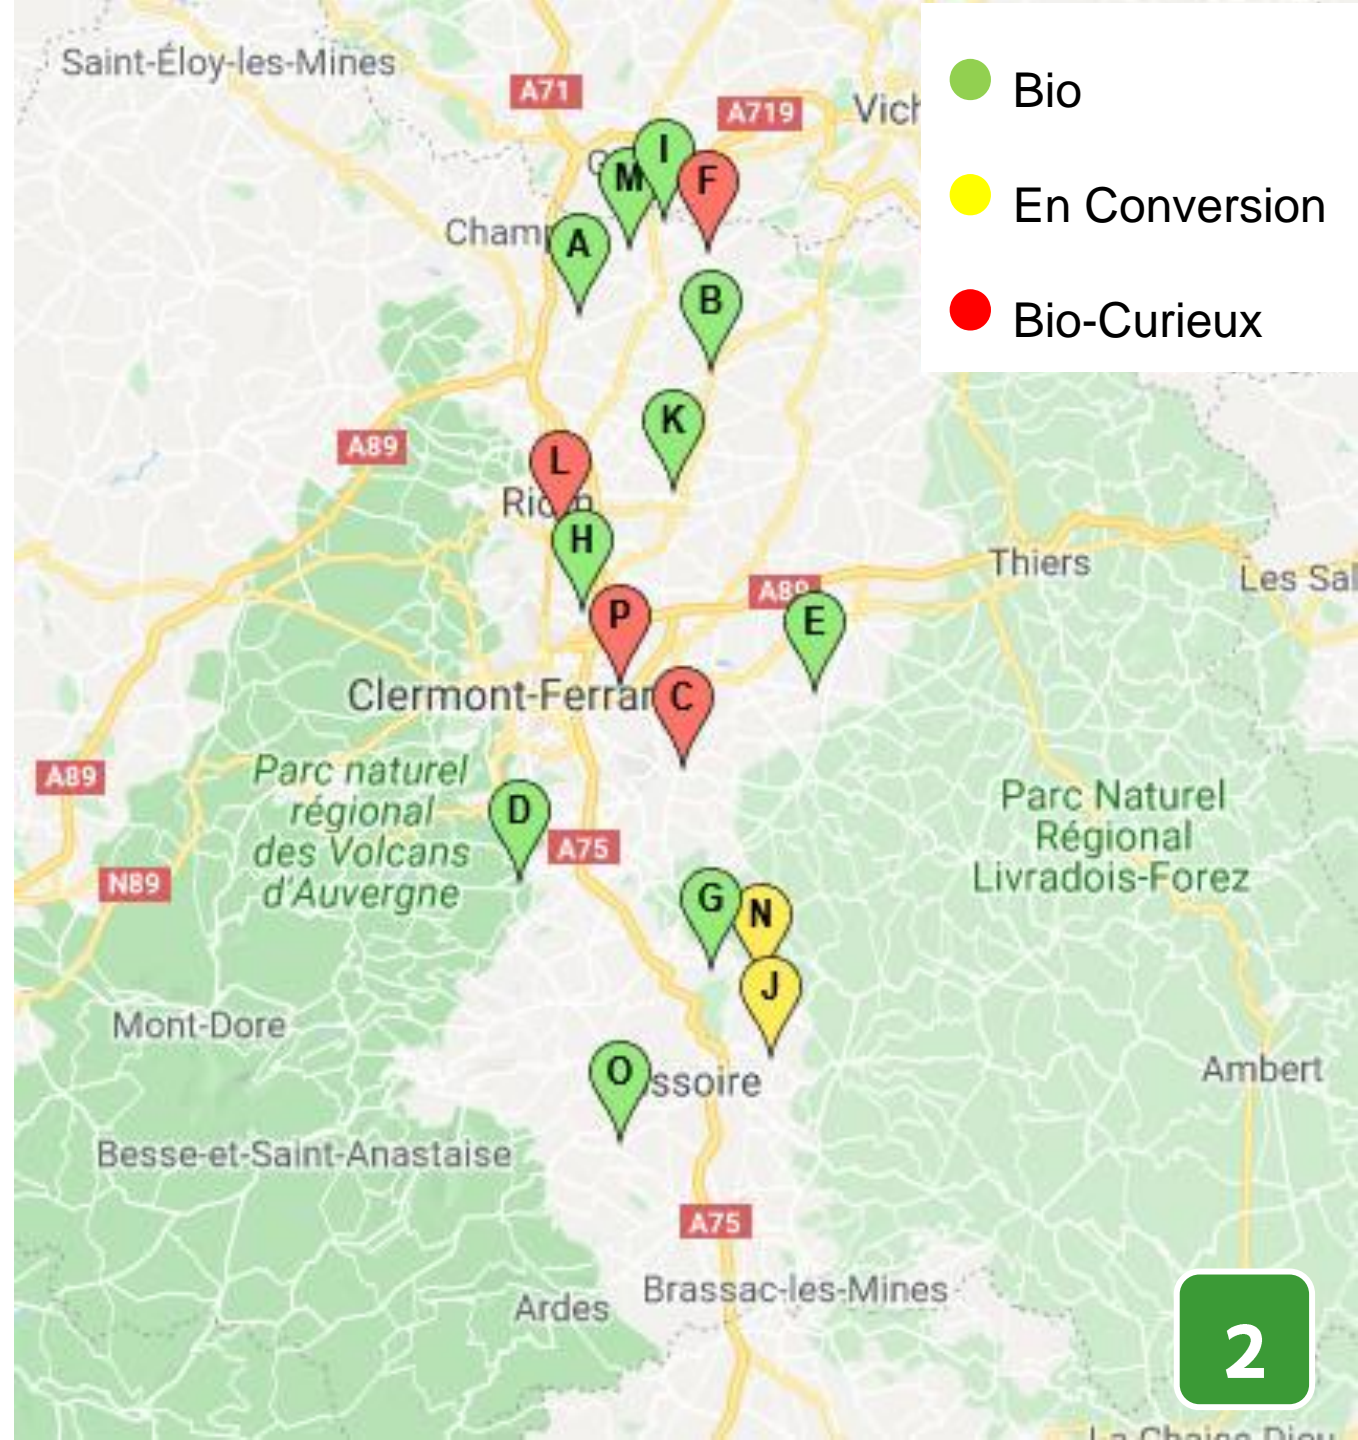 Saint-Éloy-les-Mines
A71
A719
Bio
I
M
F
En Conversion
A
B
Bio-Curieux
K
A89
L
H
Thiers
A89
P
E
Clermont-Ferran
C
A89
Parc naturel
régional
des Volcans
d'Auvergne
D
A75
N89
Parc Naturel
Régional
Livradois-Forez
G
N
J
Mont-Dore
O
ssoire
Ambert
Besse-et-Saint-Anastaise
A75
Brassac-les-Mines
Ardes
2